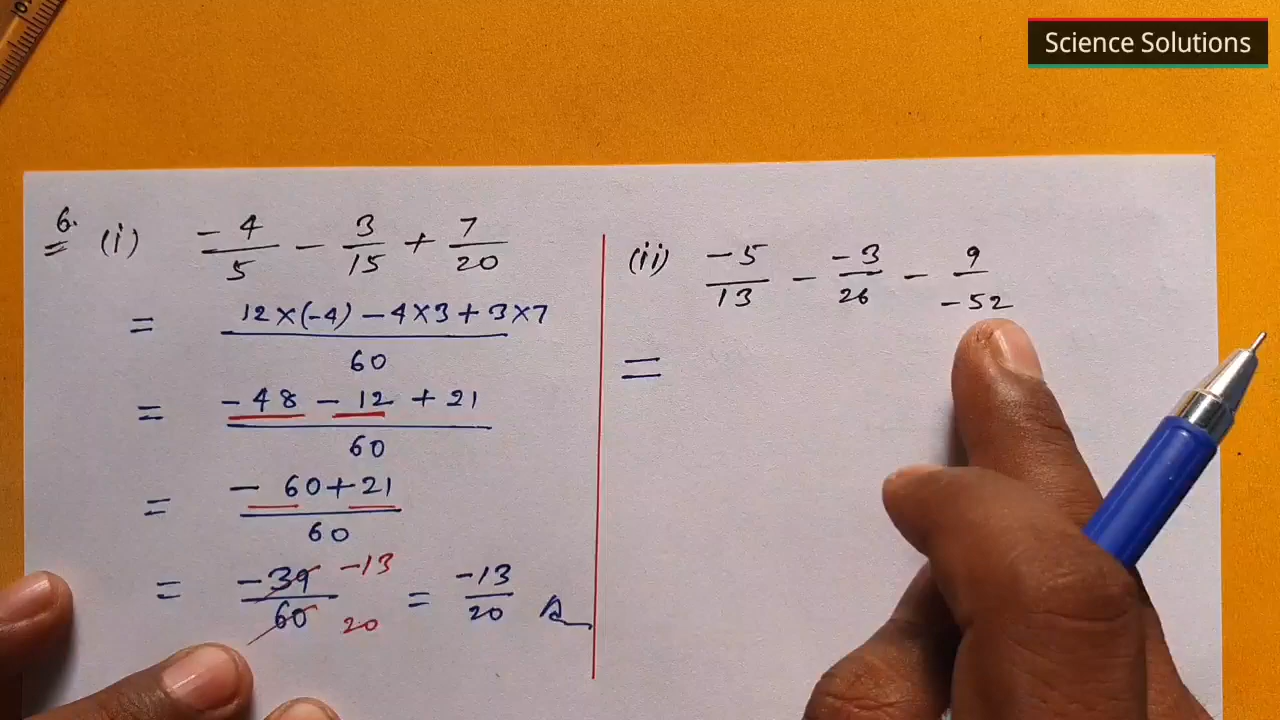 Science Solutions
6. (i) -4/5 - 3/15 + 7/20
= 12×(-4) - 4×3 + 3×7 / 60
= -48 - 12 + 21 / 60
= -60+21 / 60
= -39/60 -13/20 = -13/20
(ii) -5/13 - -3/26 - 9/-52
=